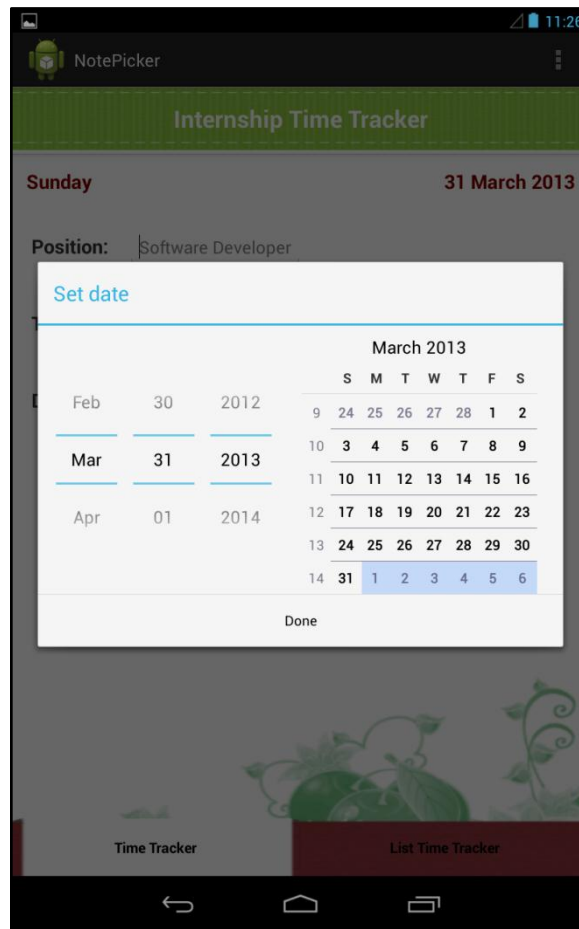 11:26
NotePicker
Internship Time Tracker
Sunday 31 March 2013
Position: Software Developer
Set date
March 2013
S M T W T F S
Feb 30 2012
9 24 25 26 27 28 1 2
10 3 4 5 6 7 8 9
Mar 31 2013
11 10 11 12 13 14 15 16
Apr 01 2014
12 17 18 19 20 21 22 23
13 24 25 26 27 28 29 30
14 31 1 2 3 4 5 6
Done
Time Tracker List Time Tracker